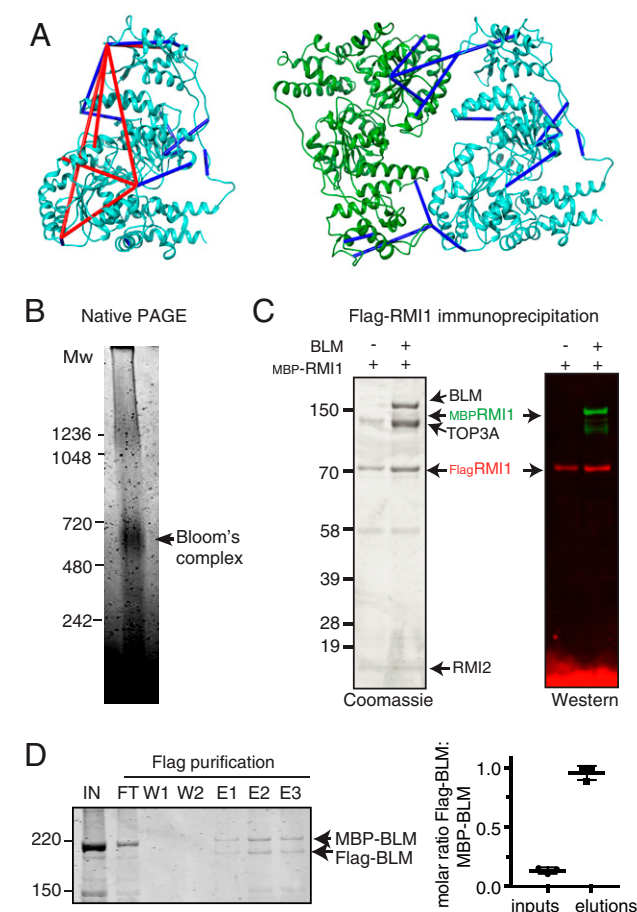 A
B
Native PAGE
Mw
1236
1048
720
480
242
Bloom's
complex
C
Flag-RMI1 immunoprecipitation
BLM - + - +
MBP-RMI1 + + + +
150
70
58
39
28
19
BLM
MBPRMI1
TOP3A
FlagRMI1
RMI2
Coomassie
Western
D
Flag purification
IN FT W1 W2 E1 E2 E3
220
150
MBP-BLM
Flag-BLM
molar ratio Flag-BLM:
MBP-BLM
1.0
0.5
0.0
inputs elutions